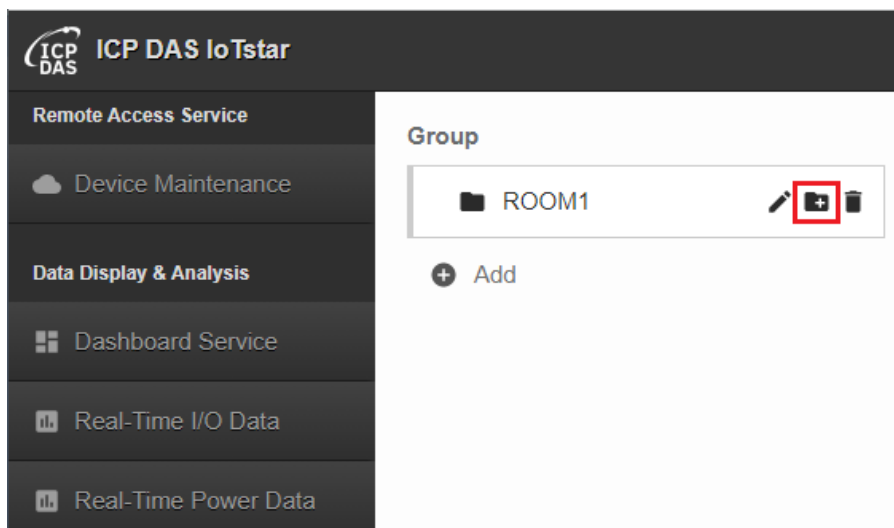 ICP DAS
ICP DAS IoTstar
Remote Access Service
Device Maintenance
Data Display & Analysis
Dashboard Service
Real-Time I/O Data
Real-Time Power Data
Group
ROOM1
Add